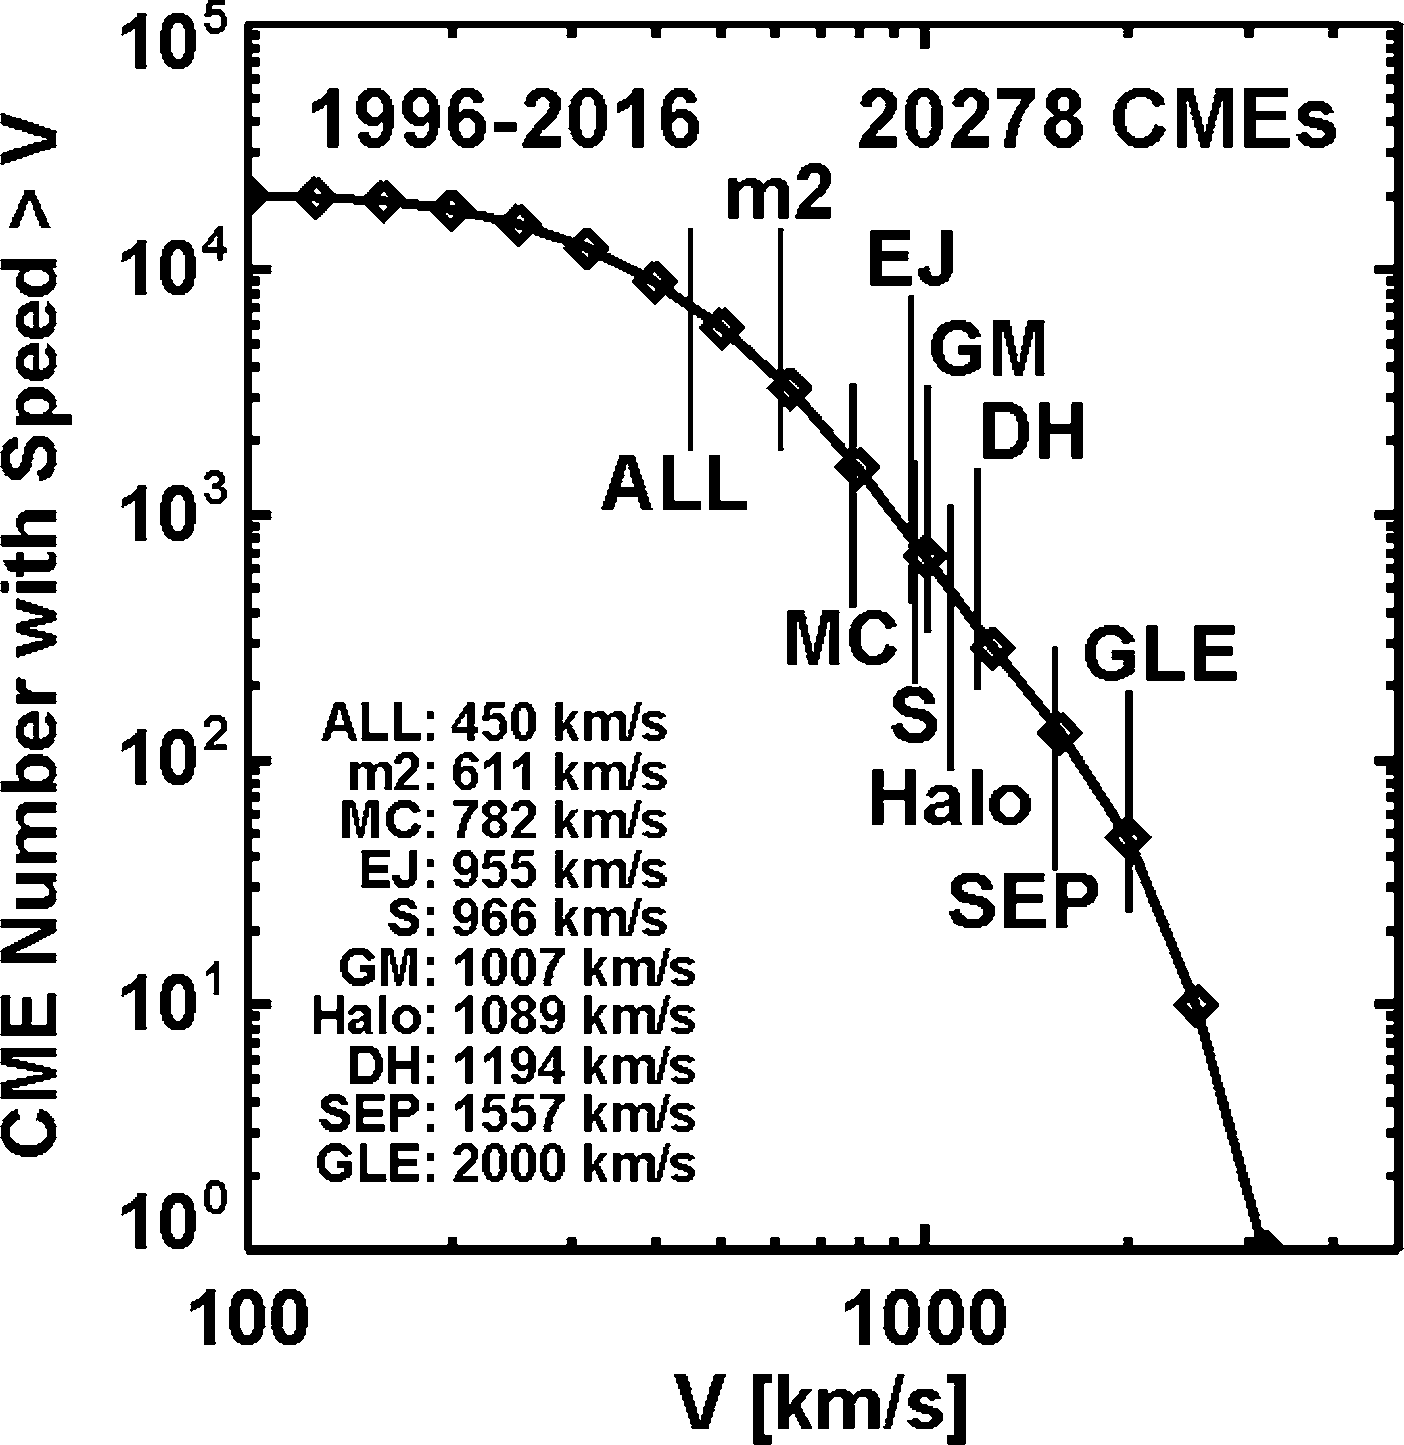 10^5
10^4
10^3
10^2
10^1
10^0
CME Number with Speed > V
1996-2016 20278 CMEs
m2
EJ
GM
DH
ALL
MC
GLE
S
Halo
SEP
ALL: 450 km/s
m2: 611 km/s
MC: 782 km/s
EJ: 955 km/s
S: 966 km/s
GM: 1007 km/s
Halo: 1089 km/s
DH: 1194 km/s
SEP: 1557 km/s
GLE: 2000 km/s
100 1000
V [km/s]